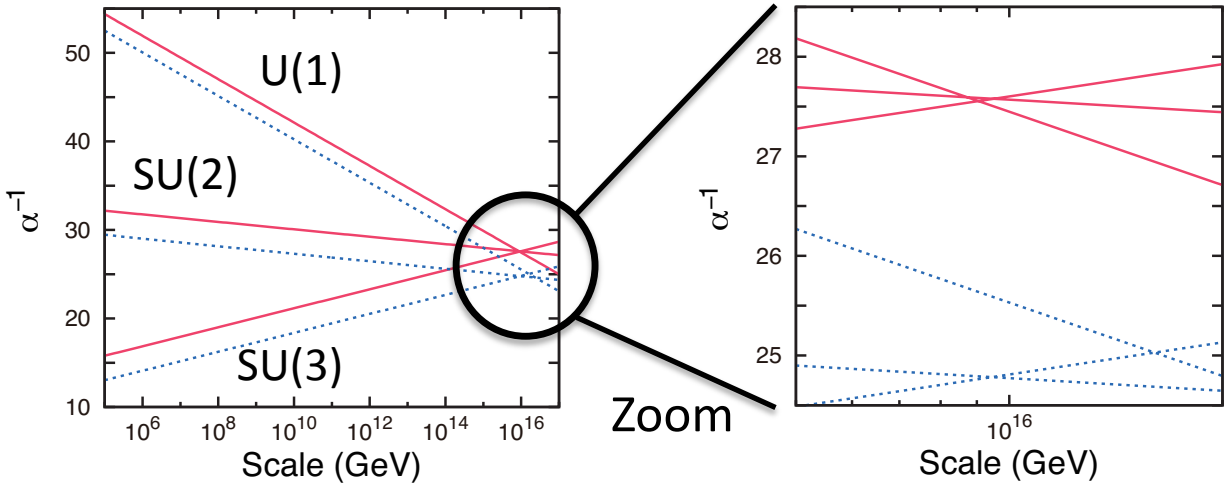 50
40
30
20
10
α⁻¹
U(1)
SU(2)
SU(3)
10⁶ 10⁸ 10¹⁰ 10¹² 10¹⁴ 10¹⁶
Scale (GeV)
Zoom
28
27
26
25
α⁻¹
10¹⁶
Scale (GeV)